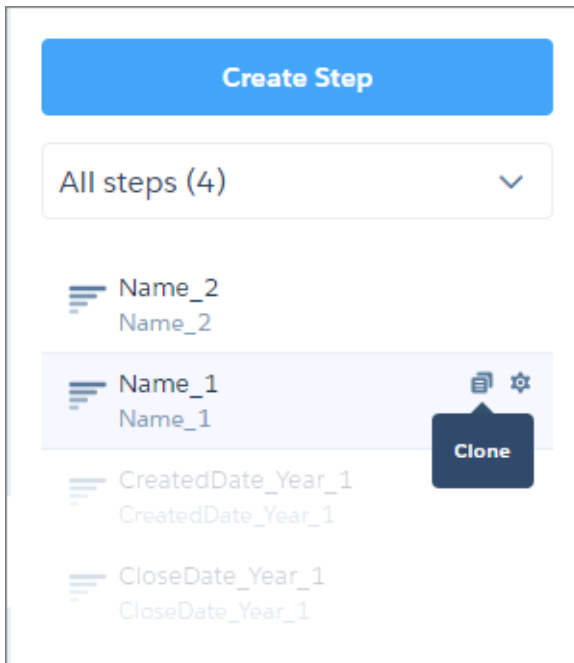 Create Step
All steps (4)
Name_2
Name_2
Name_1
Name_1
Clone
CreatedDate_Year_1
CreatedDate_Year_1
CloseDate_Year_1
CloseDate_Year_1